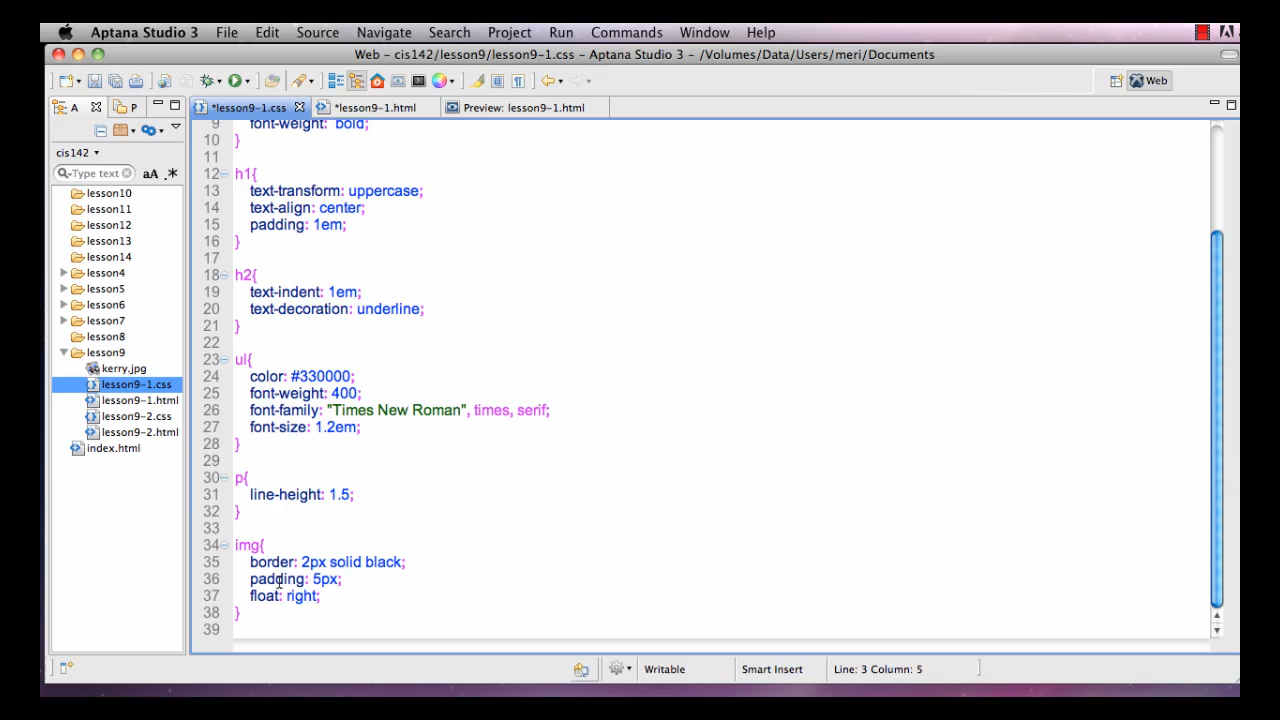 Aptana Studio 3 File Edit Source Navigate Search Project Run Commands Window Help
Web - cis142/lesson9/lesson9-1.css - Aptana Studio 3 - /Volumes/Data/Users/meri/Documents
Web
A P
*lesson9-1.css *lesson9-1.html Preview: lesson9-1.html
cis142
Type text aA .*
lesson10
lesson11
lesson12
lesson13
lesson14
lesson4
lesson5
lesson6
lesson7
lesson8
lesson9
kerry.jpg
lesson9-1.css
lesson9-1.html
lesson9-2.css
lesson9-2.html
index.html
9 font-weight: bold;
10 }
11
12 h1{
13 text-transform: uppercase;
14 text-align: center;
15 padding: 1em;
16 }
17
18 h2{
19 text-indent: 1em;
20 text-decoration: underline;
21 }
22
23 ul{
24 color: #330000;
25 font-weight: 400;
26 font-family: "Times New Roman", times, serif;
27 font-size: 1.2em;
28 }
29
30 p{
31 line-height: 1.5;
32 }
33
34 img{
35 border: 2px solid black;
36 padding: 5px;
37 float: right;
38 }
39
Writable Smart Insert Line: 3 Column: 5